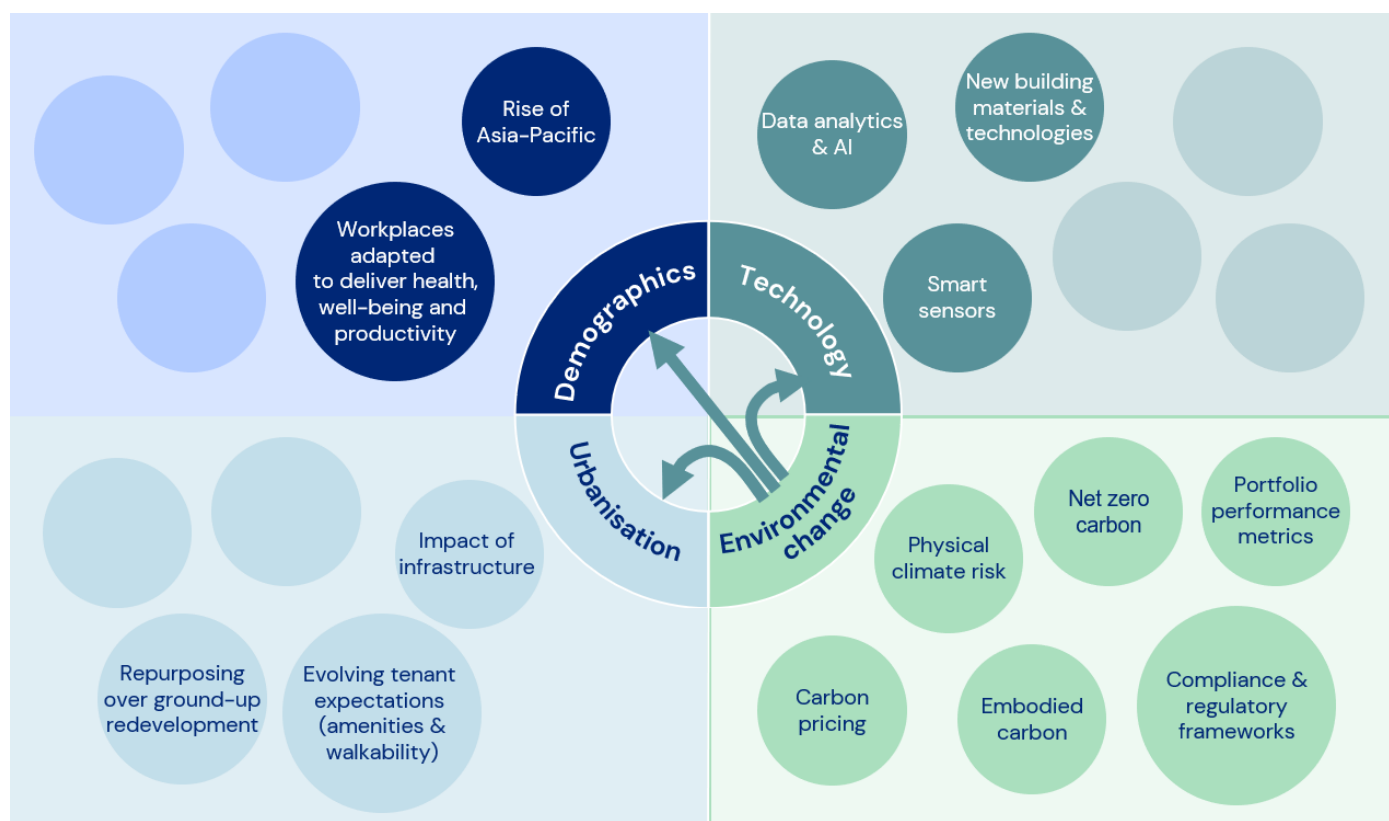 Rise of
Asia-Pacific
Workplaces
adapted
to deliver health,
well-being and
productivity
Demographics
Data analytics
& AI
New building
materials &
technologies
Smart
sensors
Technology
Urbanisation
Impact of
infrastructure
Repurposing
over ground-up
redevelopment
Evolving tenant
expectations
(amenities &
walkability)
Environmental
change
Physical
climate risk
Net zero
carbon
Portfolio
performance
metrics
Carbon
pricing
Embodied
carbon
Compliance &
regulatory
frameworks